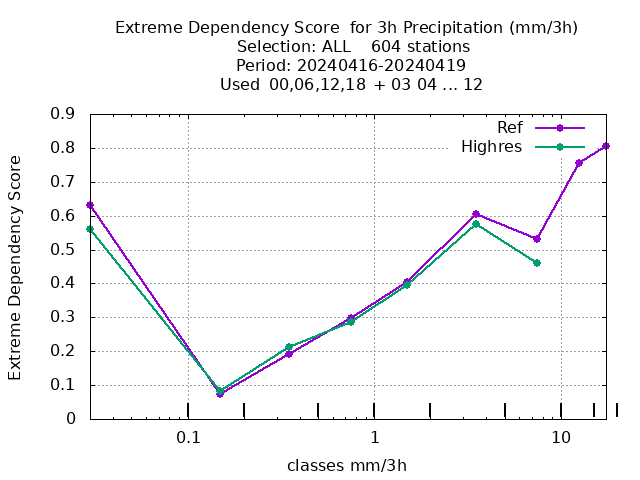 Extreme Dependency Score  for 3h Precipitation (mm/3h)
Selection: ALL    604 stations
Period: 20240416-20240419
Used  00,06,12,18  + 03 04 ... 12
Ref
Highres
Extreme Dependency Score
0.9
0.8
0.7
0.6
0.5
0.4
0.3
0.2
0.1
0
0.1 1 10
classes mm/3h